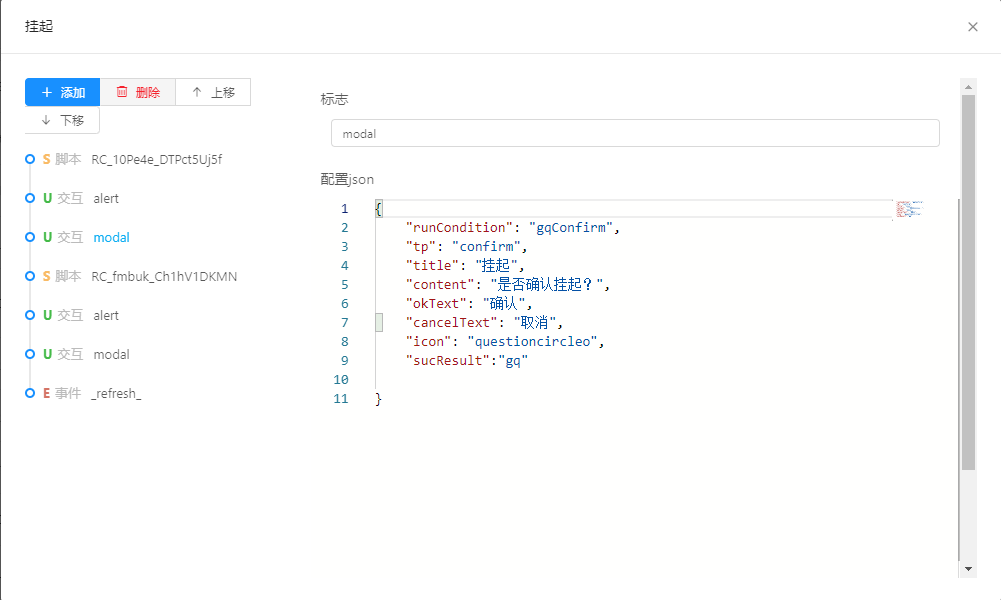 挂起
添加 删除 上移
下移
S 脚本 RC_10Pe4e_DTPct5Uj5f
U 交互 alert
U 交互 modal
S 脚本 RC_fmbuk_Ch1hV1DKMN
U 交互 alert
U 交互 modal
E 事件 _refresh_
标志
modal
配置json
1 {
2 "runCondition": "gqConfirm",
3 "tp": "confirm",
4 "title": "挂起",
5 "content": "是否确认挂起？",
6 "okText": "确认",
7 "cancelText": "取消",
8 "icon": "questioncircleo",
9 "sucResult":"gq"
10
11 }